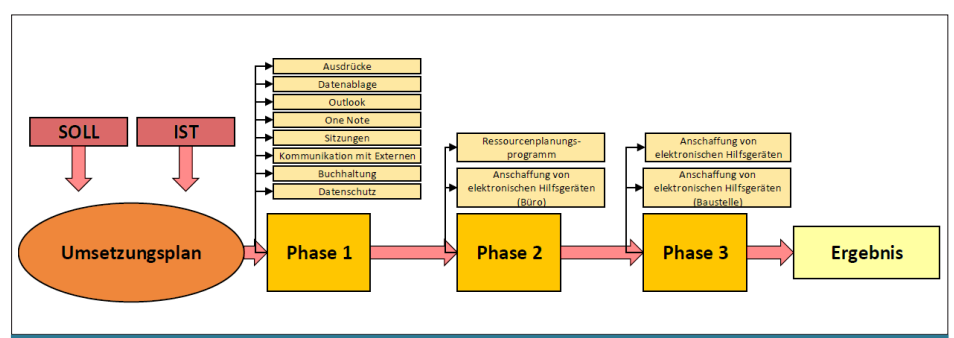 Ausdrücke
Datenablage
Outlook
One Note
Sitzungen
Kommunikation mit Externen
Buchhaltung
Datenschutz
SOLL
IST
Ressourcenplanungs-
programm
Anschaffung von
elektronischen Hilfsgeräten
(Büro)
Anschaffung von
elektronischen Hilfsgeräten
Anschaffung von
elektronischen Hilfsgeräten
(Baustelle)
Umsetzungsplan
Phase 1
Phase 2
Phase 3
Ergebnis